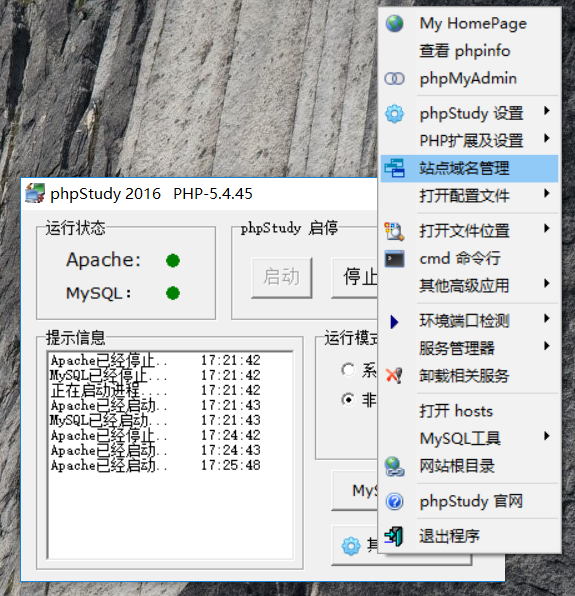 My HomePage
查看 phpinfo
phpMyAdmin
phpStudy 设置
PHP扩展及设置
站点域名管理
打开配置文件
打开文件位置
cmd 命令行
其他高级应用
环境端口检测
服务管理器
卸载相关服务
打开 hosts
MySQL工具
网站根目录
phpStudy 官网
退出程序
phpStudy 2016 PHP-5.4.45
运行状态
Apache:
MySQL:
phpStudy 启停
启动
停止
提示信息
Apache已经停止.. 17:21:42
MySQL已经停止... 17:21:42
正在启动进程.... 17:21:42
Apache已经启动.. 17:21:43
MySQL已经启动... 17:21:43
Apache已经停止.. 17:24:42
Apache已经启动.. 17:24:43
Apache已经启动.. 17:25:48
运行模式
系
非
MyS
其